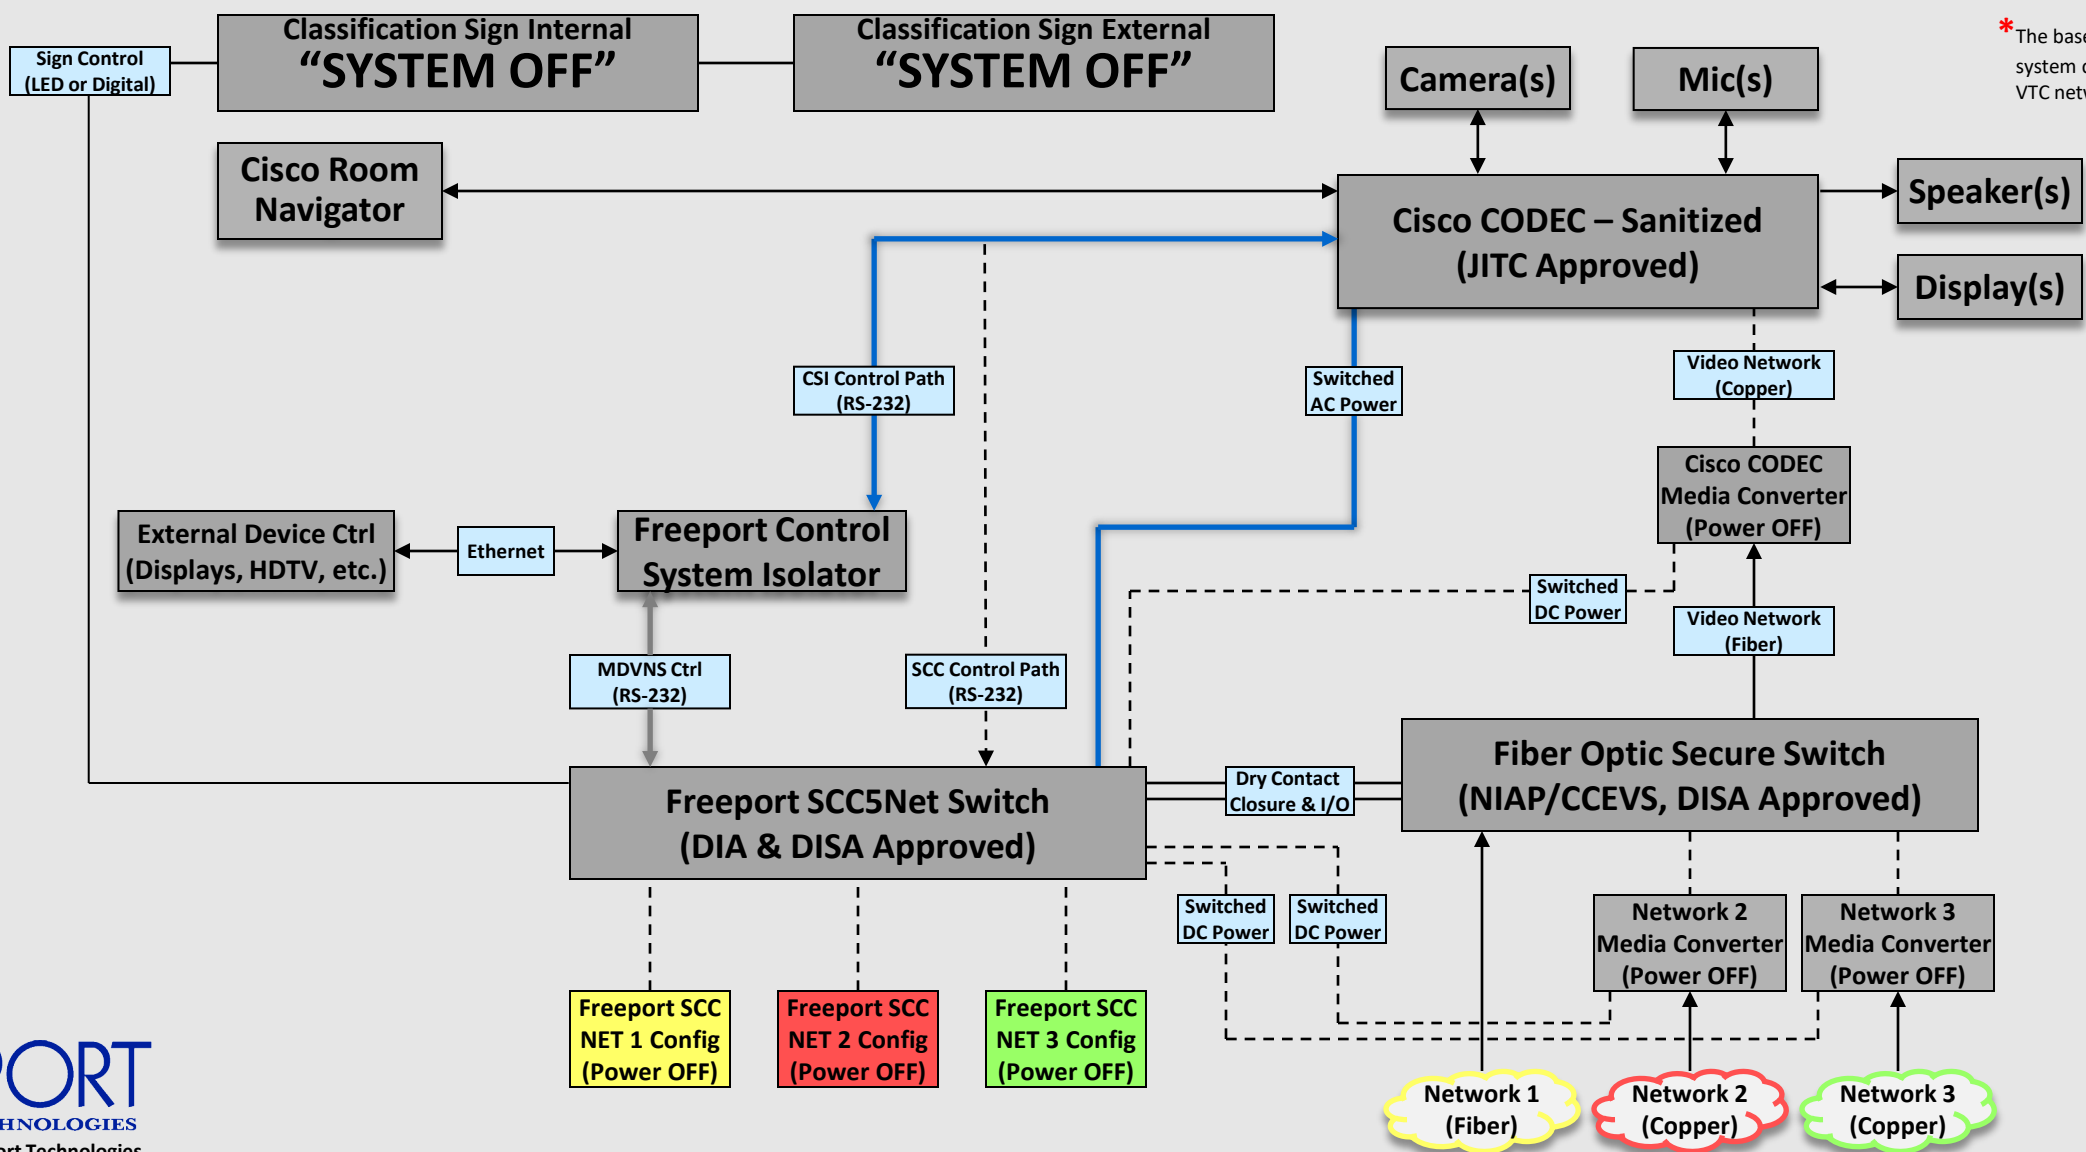 Sign Control
(LED or Digital)
Classification Sign Internal
“SYSTEM OFF”
Classification Sign External
“SYSTEM OFF”
Camera(s)
Mic(s)
*The base
system
VTC
Cisco Room
Navigator
Cisco CODEC – Sanitized
(JITC Approved)
Speaker(s)
Display(s)
CSI Control Path
(RS-232)
Switched
AC Power
Video Network
(Copper)
Cisco CODEC
Media Converter
(Power OFF)
External Device Ctrl
(Displays, HDTV, etc.)
Ethernet
Freeport Control
System Isolator
Switched
DC Power
Video Network
(Fiber)
MDVNS Ctrl
(RS-232)
SCC Control Path
(RS-232)
Freeport SCC5Net Switch
(DIA & DISA Approved)
Dry Contact
Closure & I/O
Fiber Optic Secure Switch
(NIAP/CCEVS, DISA Approved)
Switched
DC Power
Switched
DC Power
Network 2
Media Converter
(Power OFF)
Network 3
Media Converter
(Power OFF)
Freeport SCC
NET 1 Config
(Power OFF)
Freeport SCC
NET 2 Config
(Power OFF)
Freeport SCC
NET 3 Config
(Power OFF)
Network 1
(Fiber)
Network 2
(Copper)
Network 3
(Copper)
PORT
HNOLOGIES
ort Technologies